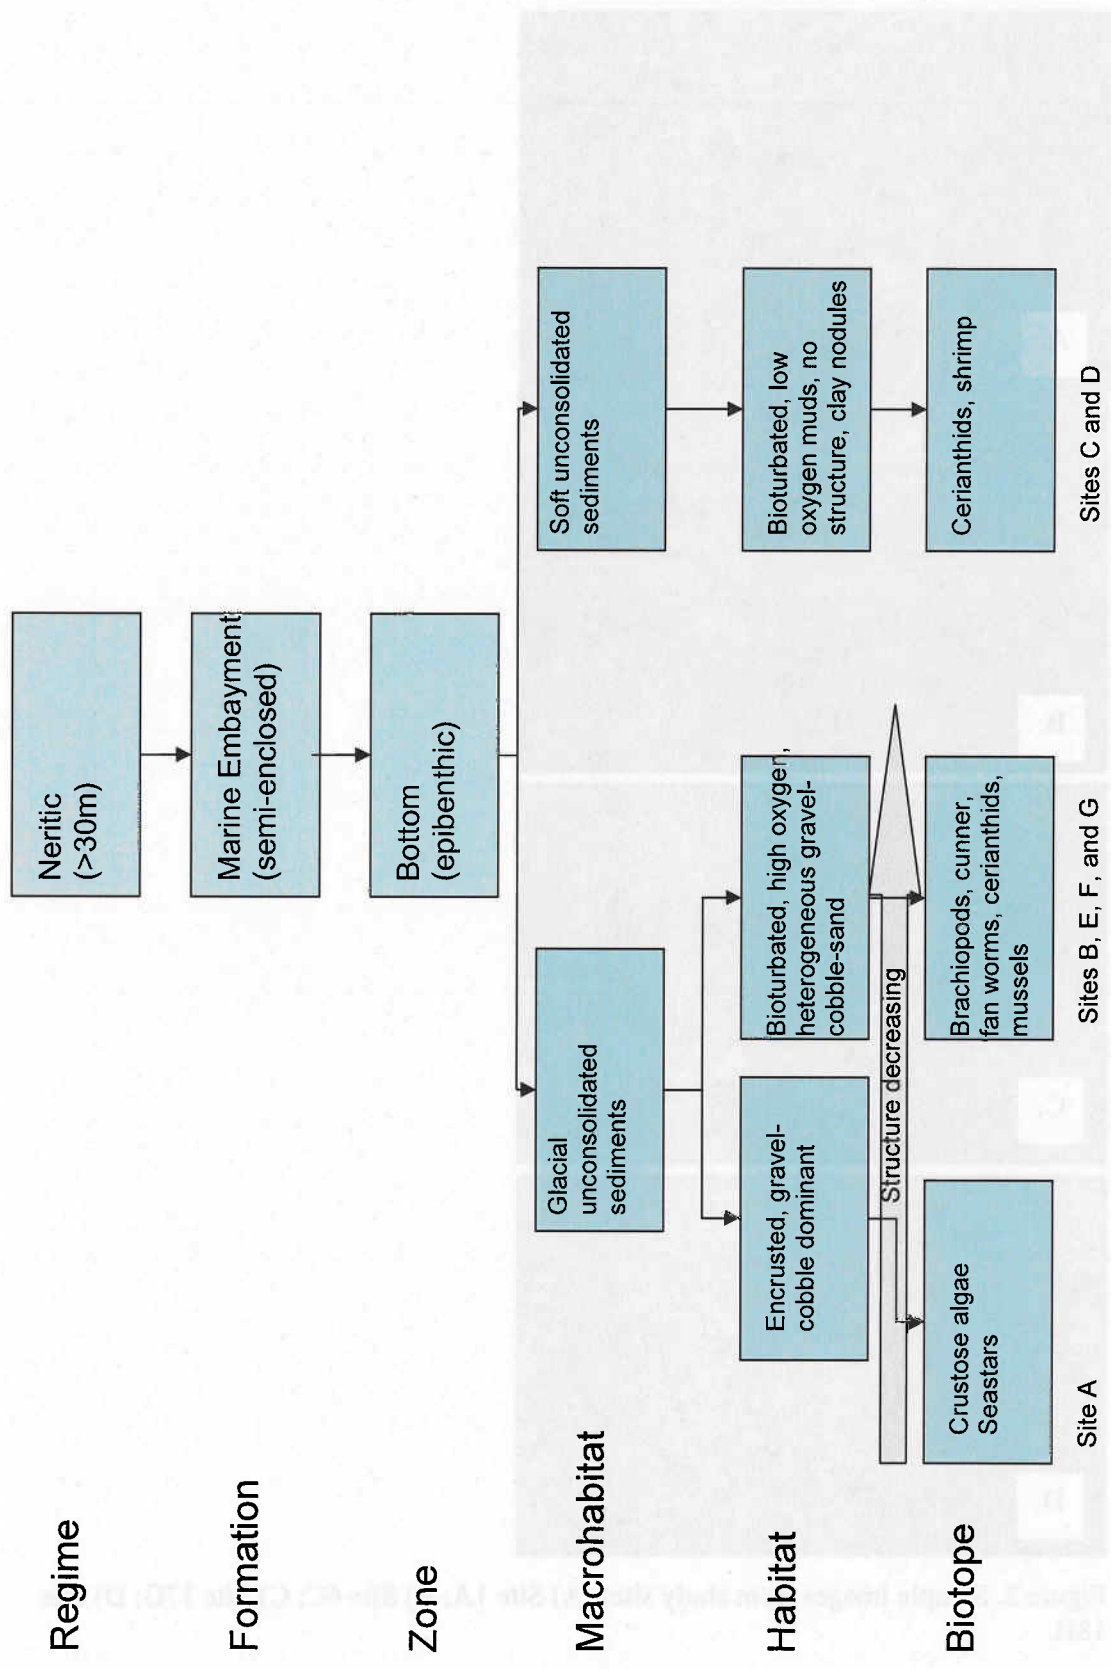 Regime
Neritic
(>30m)
Formation
Marine Embayment
(semi-enclosed)
Zone
Bottom
(epibenthic)
Macrohabitat
Glacial
unconsolidated
sediments
Soft unconsolidated
sediments
Habitat
Encrusted, gravel-
cobble dominant
Bioturbated, high oxygen,
heterogeneous gravel-
cobble-sand
Bioturbated, low
oxygen muds, no
structure, clay nodules
Structure decreasing
Biotope
Crustose algae
Seastars
Brachiopods, cunner,
fan worms, cerianthids,
mussels
Cerianthids, shrimp
Site A
Sites B, E, F, and G
Sites C and D